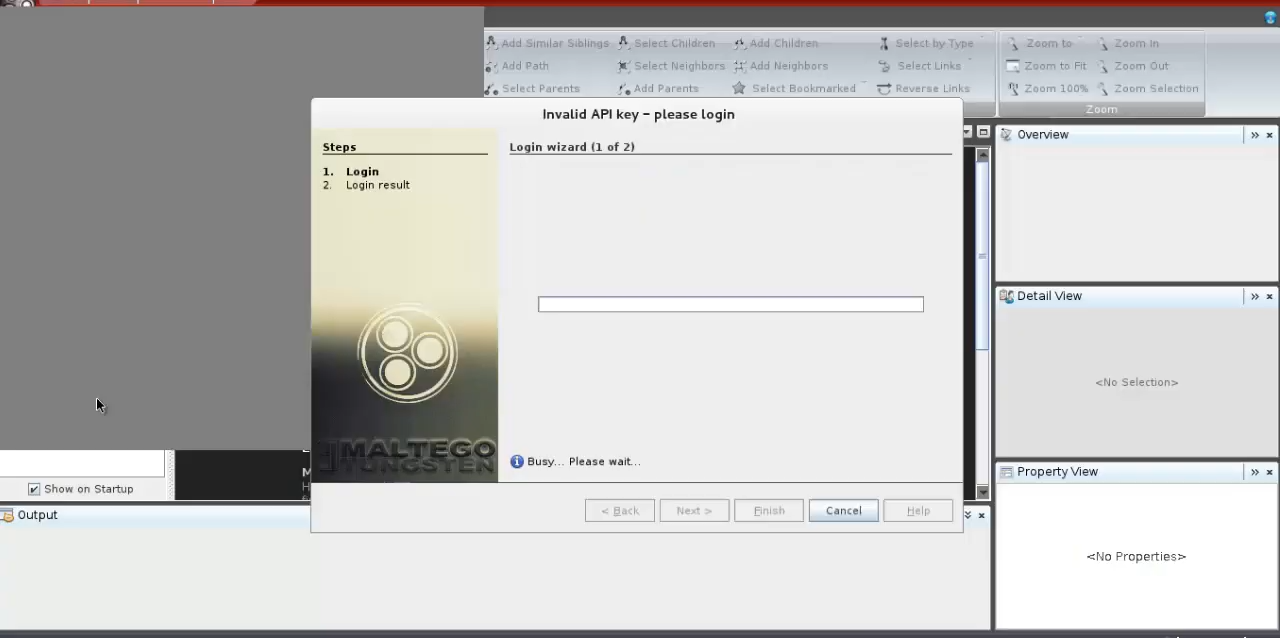 Add Similar Siblings
Select Children
Add Children
Select by Type
Zoom to
Zoom In
Add Path
Select Neighbors
Add Neighbors
Select Links
Zoom to Fit
Zoom Out
Select Parents
Add Parents
Select Bookmarked
Reverse Links
Zoom 100%
Zoom Selection
Zoom
Invalid API key – please login
Overview
Steps
Login wizard (1 of 2)
1. Login
2. Login result
Detail View
<No Selection>
MALTEGO
TUNGSTEN
Busy... Please wait...
Property View
Show on Startup
< Back
Next >
Finish
Cancel
Help
Output
<No Properties>